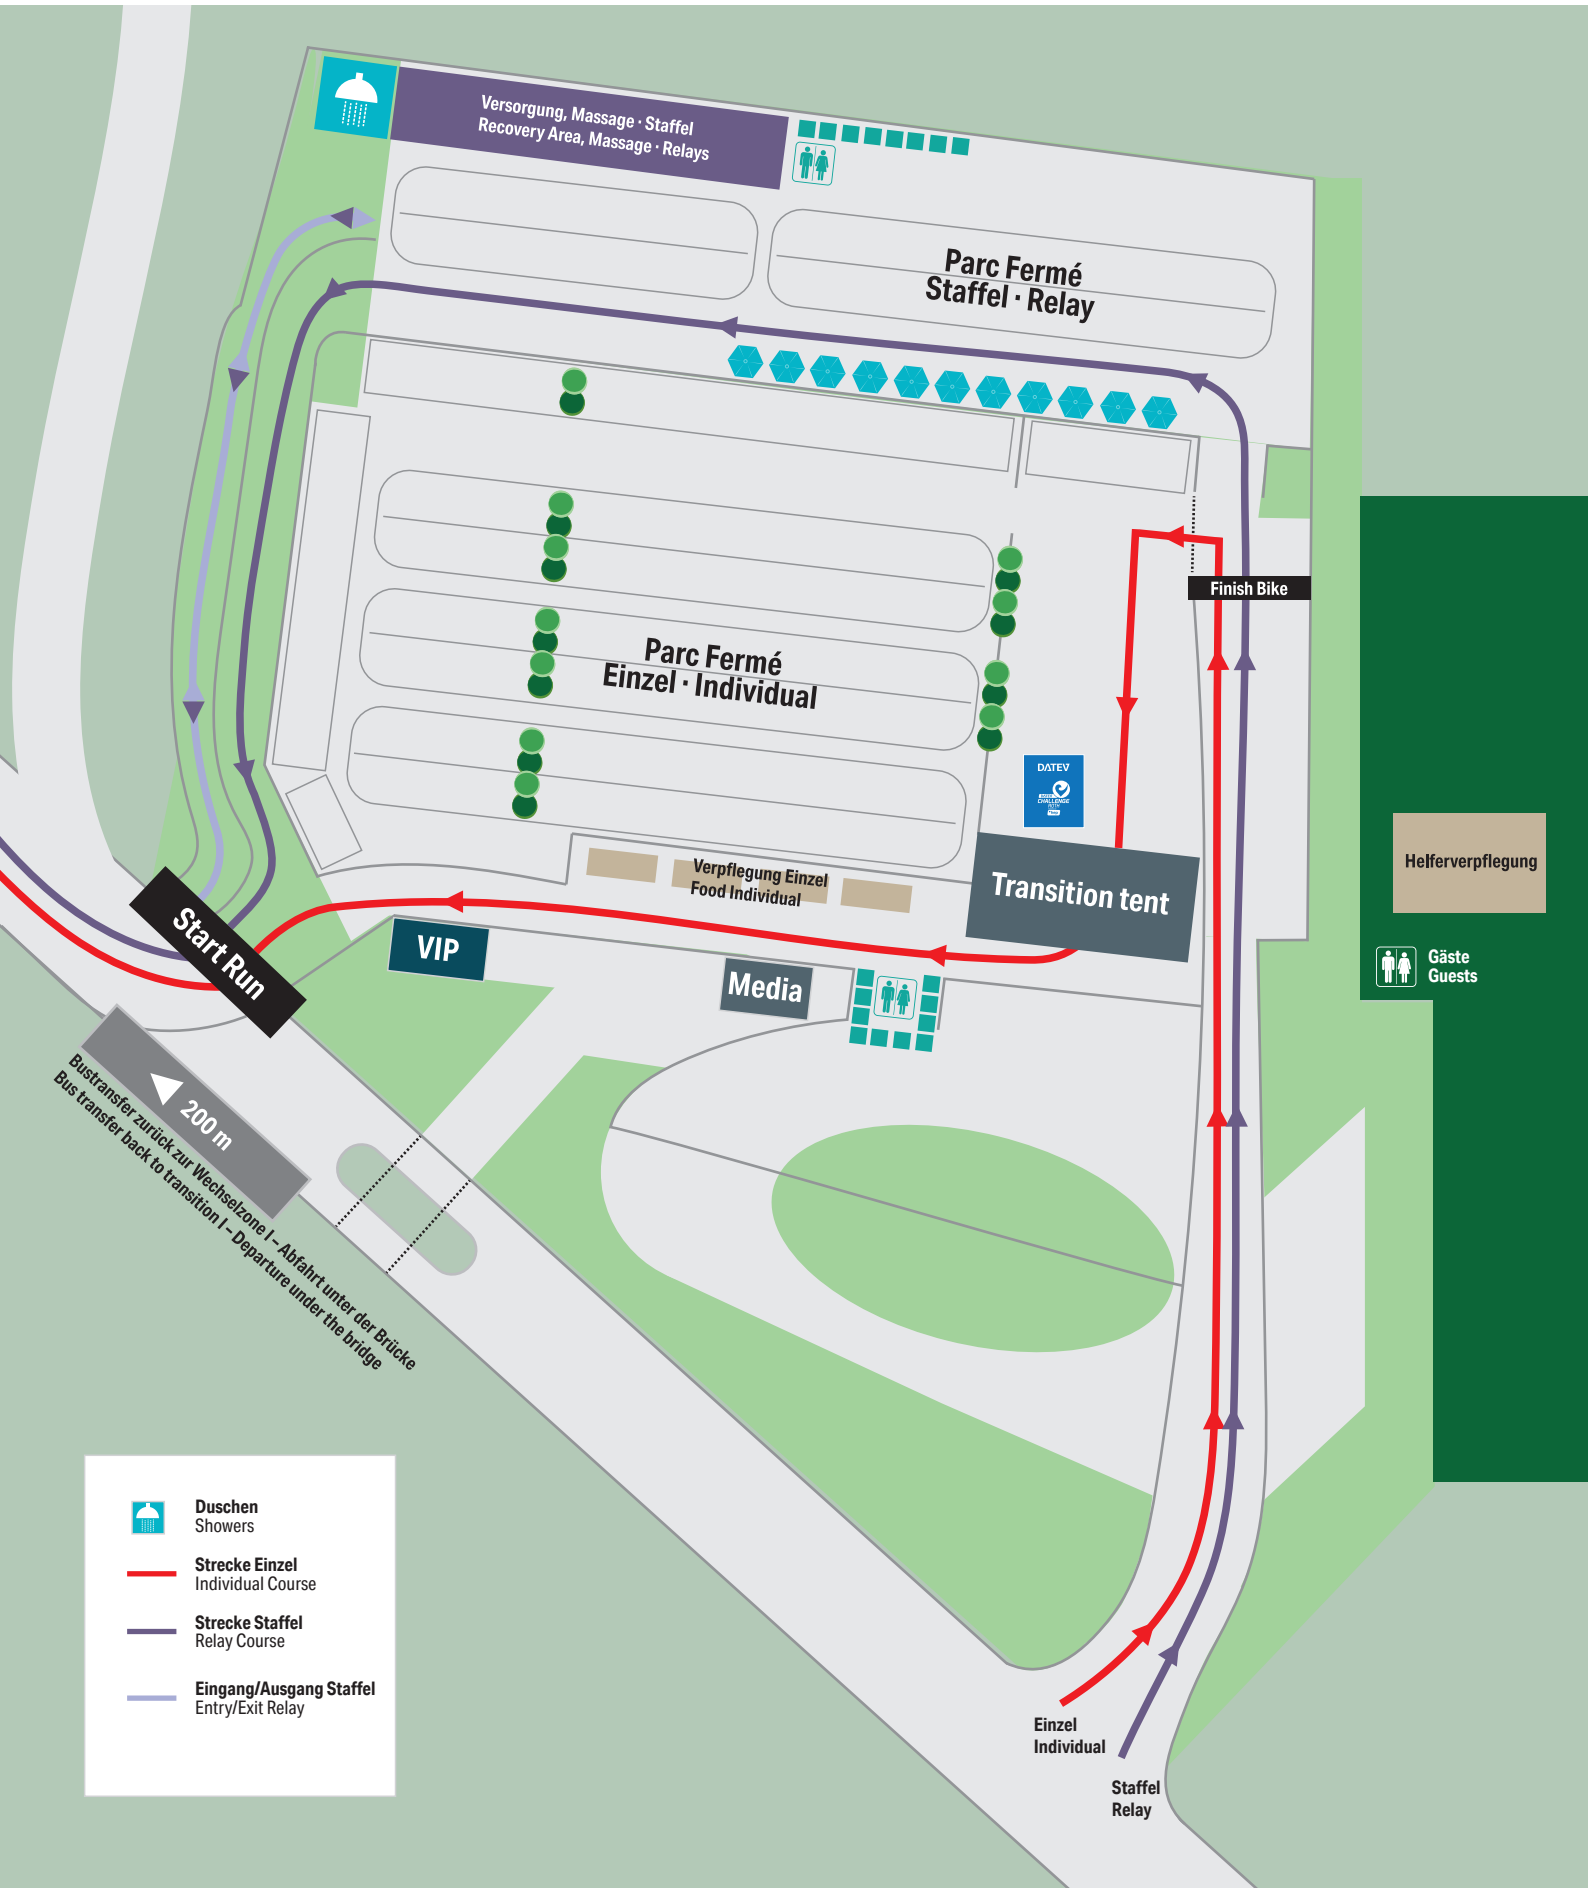 Versorgung, Massage · Staffel
Recovery Area, Massage · Relays
Parc Fermé
Staffel · Relay
Finish Bike
Parc Fermé
Einzel · Individual
DATEV
CHALLENGE
ROTH
Transition tent
Verpflegung Einzel
Food Individual
Helferverpflegung
Start Run
VIP
Media
Gäste
Guests
200 m
Bustransfer zurück zur Wechselzone I – Abfahrt unter der Brücke
Bus transfer back to transition I – Departure under the bridge
Duschen
Showers
Strecke Einzel
Individual Course
Strecke Staffel
Relay Course
Eingang/Ausgang Staffel
Entry/Exit Relay
Einzel
Individual
Staffel
Relay